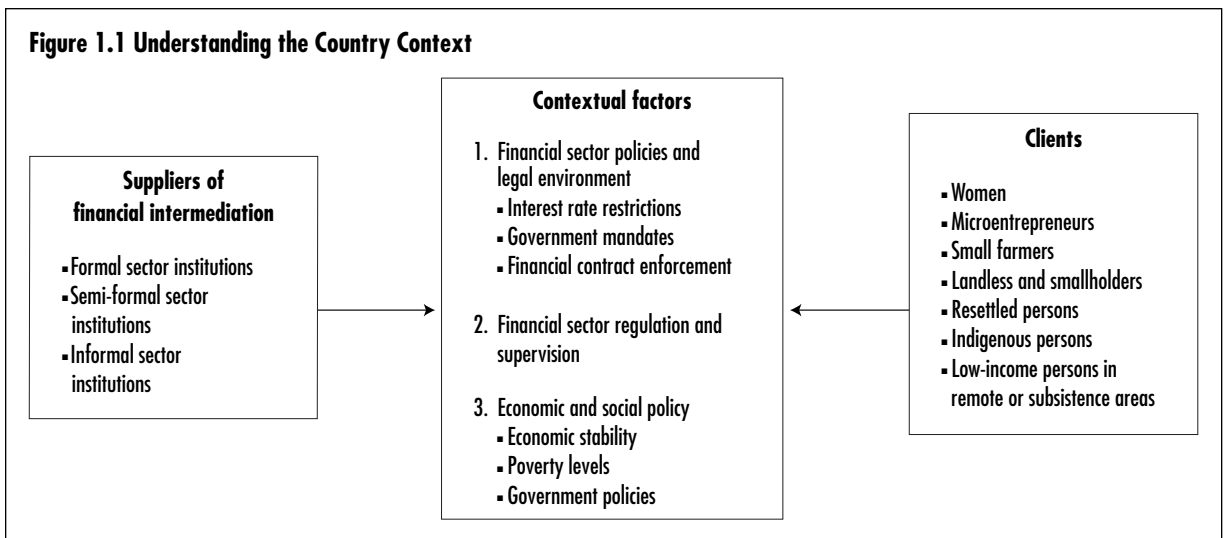 Figure 1.1 Understanding the Country Context
Suppliers of
financial intermediation
▪Formal sector institutions
▪Semi-formal sector
institutions
▪Informal sector
institutions
Contextual factors
1. Financial sector policies and
legal environment
▪ Interest rate restrictions
▪ Government mandates
▪ Financial contract enforcement
2. Financial sector regulation and
supervision
3. Economic and social policy
▪ Economic stability
▪ Poverty levels
▪ Government policies
Clients
▪ Women
▪ Microentrepreneurs
▪ Small farmers
▪ Landless and smallholders
▪ Resettled persons
▪ Indigenous persons
▪ Low-income persons in
remote or subsistence areas